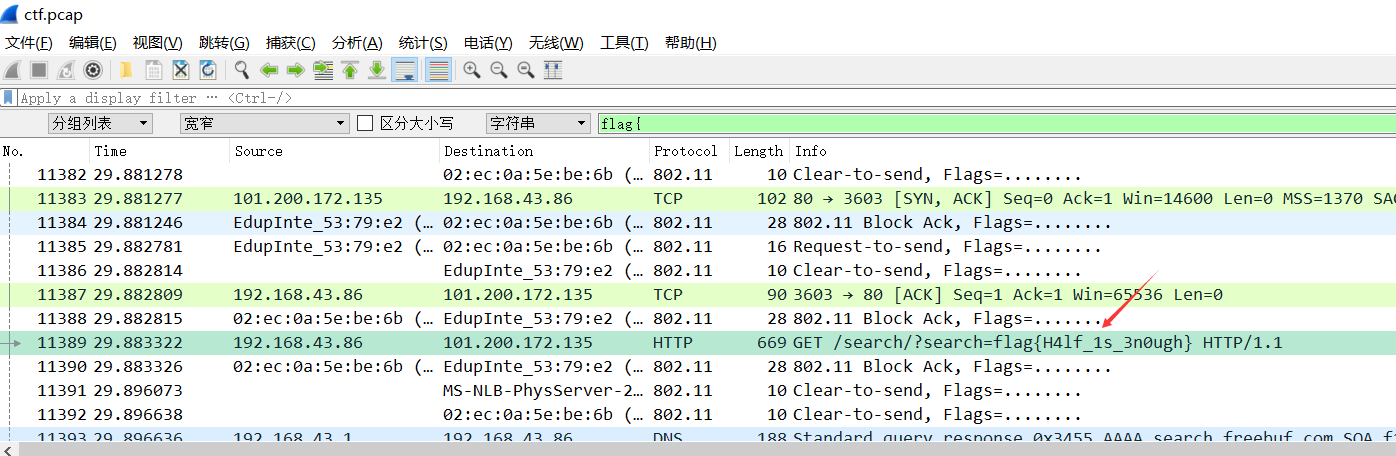 ctf.pcap
文件(F) 编辑(E) 视图(V) 跳转(G) 捕获(C) 分析(A) 统计(S) 电话(Y) 无线(W) 工具(T) 帮助(H)
Apply a display filter … <Ctrl-/>
分组列表 宽窄 区分大小写 字符串 flag{
No. Time Source Destination Protocol Length Info
11382 29.881278 02:ec:0a:5e:be:6b (… 802.11 10 Clear-to-send, Flags=........
11383 29.881277 101.200.172.135 192.168.43.86 TCP 102 80 → 3603 [SYN, ACK] Seq=0 Ack=1 Win=14600 Len=0 MSS=1370 SAC
11384 29.881246 EdupInte_53:79:e2 (… 02:ec:0a:5e:be:6b (… 802.11 28 802.11 Block Ack, Flags=........
11385 29.882781 EdupInte_53:79:e2 (… 02:ec:0a:5e:be:6b (… 802.11 16 Request-to-send, Flags=........
11386 29.882814 EdupInte_53:79:e2 (… 802.11 10 Clear-to-send, Flags=........
11387 29.882809 192.168.43.86 101.200.172.135 TCP 90 3603 → 80 [ACK] Seq=1 Ack=1 Win=65536 Len=0
11388 29.882815 02:ec:0a:5e:be:6b (… EdupInte_53:79:e2 (… 802.11 28 802.11 Block Ack, Flags=........
11389 29.883322 192.168.43.86 101.200.172.135 HTTP 669 GET /search/?search=flag{H4lf_1s_3n0ugh} HTTP/1.1
11390 29.883326 02:ec:0a:5e:be:6b (… EdupInte_53:79:e2 (… 802.11 28 802.11 Block Ack, Flags=........
11391 29.896073 MS-NLB-PhysServer-2… 802.11 10 Clear-to-send, Flags=........
11392 29.896638 02:ec:0a:5e:be:6b (… 802.11 10 Clear-to-send, Flags=........
11393 29.896636 192.168.43.1 192.168.43.86 DNS 188 Standard query response 0x3455 AAAA search.freebuf.com SOA